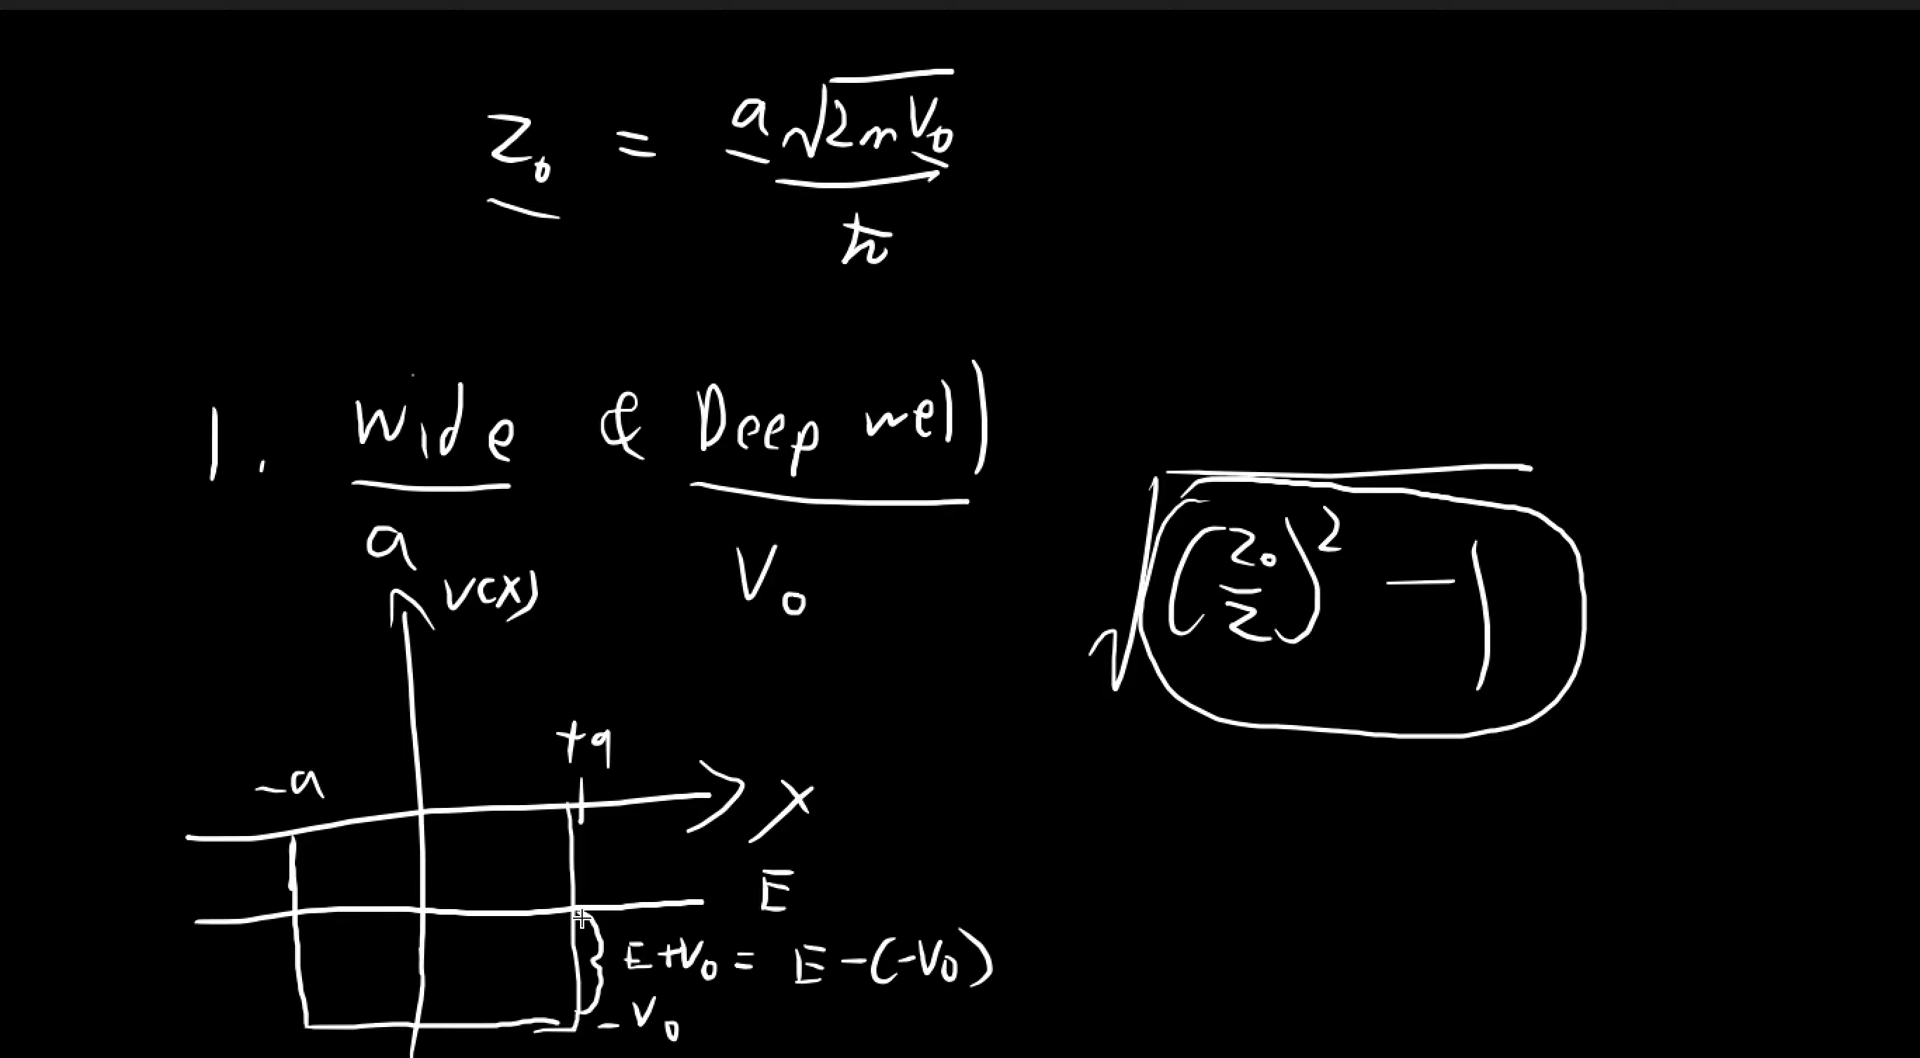 z₀ = a√2mV₀ / ħ
1. Wide & Deep well
a
V₀
V(x)
√(z₀/z)² - 1
+a
-a
x
E
E+V₀ = E-(-V₀)
-V₀